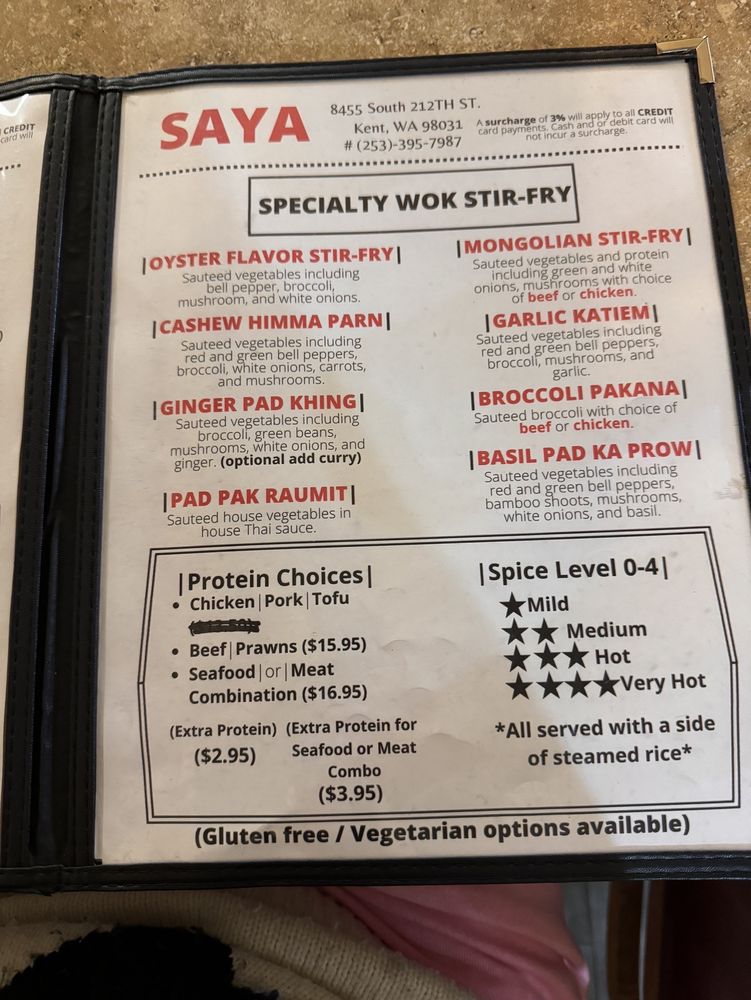 CREDIT
card will
SAYA
8455 South 212TH ST.
Kent, WA 98031
# (253)-395-7987
A surcharge of 3% will apply to all CREDIT
card payments. Cash and or debit card will
not incur a surcharge.
SPECIALTY WOK STIR-FRY
|OYSTER FLAVOR STIR-FRY|
Sauteed vegetables including
bell pepper, broccoli,
mushroom, and white onions.
|CASHEW HIMMA PARN|
Sauteed vegetables including
red and green bell peppers,
broccoli, white onions, carrots,
and mushrooms.
|GINGER PAD KHING|
Sauteed vegetables including
broccoli, green beans,
mushrooms, white onions, and
ginger. (optional add curry)
|PAD PAK RAUMIT|
Sauteed house vegetables in
house Thai sauce.
|MONGOLIAN STIR-FRY|
Sauteed vegetables and protein
including green and white
onions, mushrooms with choice
of beef or chicken.
|GARLIC KATIEM|
Sauteed vegetables including
red and green bell peppers,
broccoli, mushrooms, and
garlic.
|BROCCOLI PAKANA|
Sauteed broccoli with choice of
beef or chicken.
|BASIL PAD KA PROW|
Sauteed vegetables including
red and green bell peppers,
bamboo shoots, mushrooms,
white onions, and basil.
|Protein Choices|
• Chicken|Pork|Tofu
• Beef|Prawns ($15.95)
• Seafood|or|Meat
Combination ($16.95)
(Extra Protein)
($2.95)
(Extra Protein for
Seafood or Meat
Combo
($3.95)
|Spice Level 0-4|
★Mild
★★ Medium
★★★ Hot
★★★★Very Hot
*All served with a side
of steamed rice*
(Gluten free / Vegetarian options available)